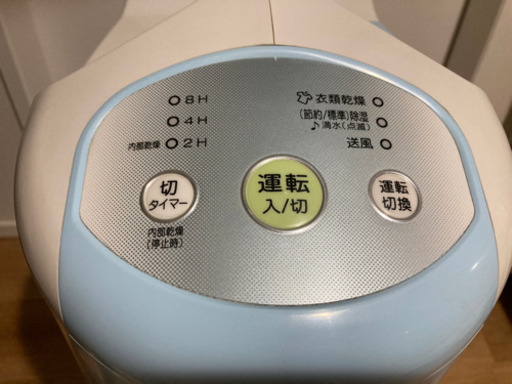 8H
4H
内部乾燥 2H
衣類乾燥
(節約/標準)除湿
♪満水(点滅)
送風
切
タイマー
運転
入/切
運転
切換
内部乾燥
(停止時)